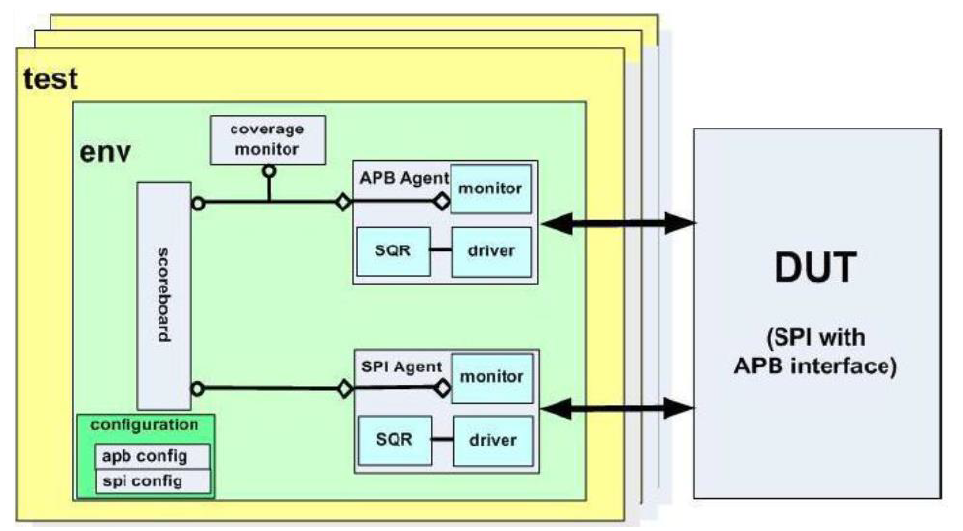 test
env
coverage
monitor
APB Agent
monitor
SQR
driver
scoreboard
SPI Agent
monitor
SQR
driver
configuration
apb config
spi config
DUT
(SPI with
APB interface)